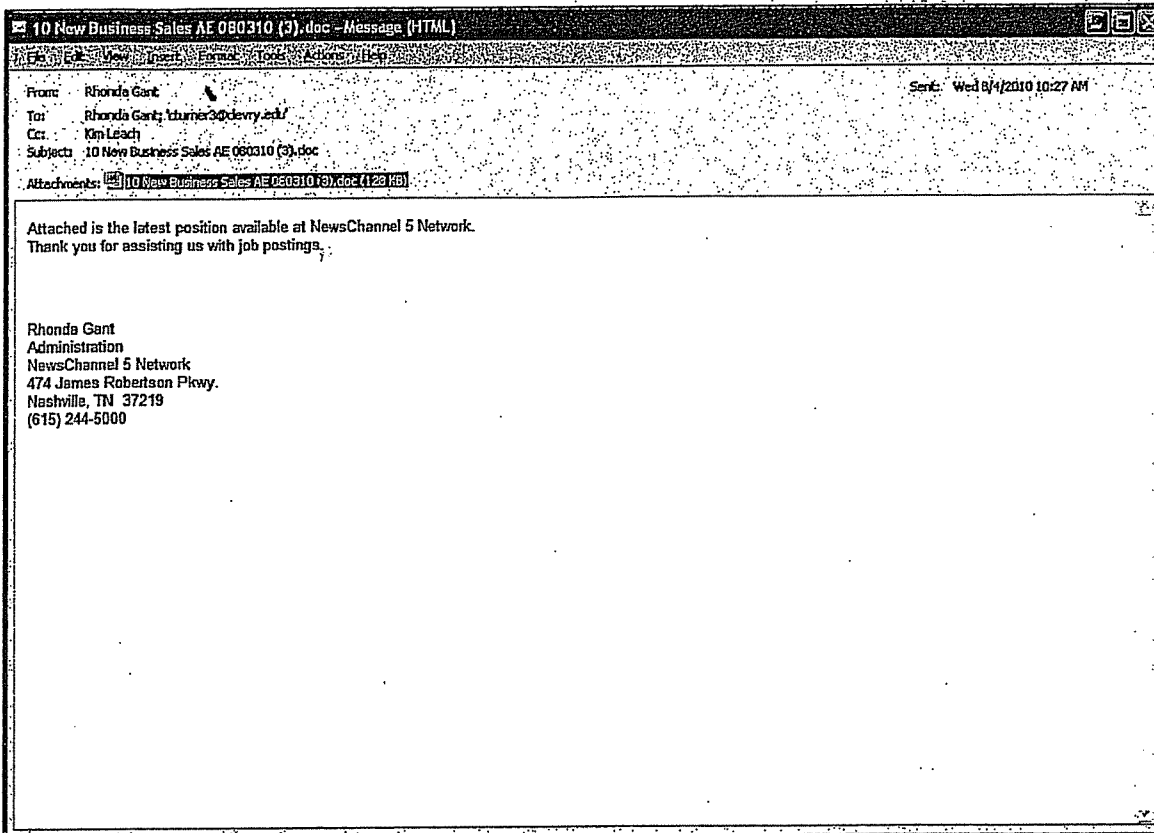 10 New Business Sales AE 080310 (3).doc - Message (HTML)
File Edit View Insert Format Tools Actions Help
From: Rhonda Gant
Sent: Wed 8/4/2010 10:27 AM
To: Rhonda Gant; 'cturner3@devry.edu'
Cc: Kim Leach
Subject: 10 New Business Sales AE 080310 (3).doc
Attachments: 10 New Business Sales AE 080310 (3).doc (128 KB)
Attached is the latest position available at NewsChannel 5 Network.
Thank you for assisting us with job postings.
Rhonda Gant
Administration
NewsChannel 5 Network
474 James Robertson Pkwy.
Nashville, TN 37219
(615) 244-5000